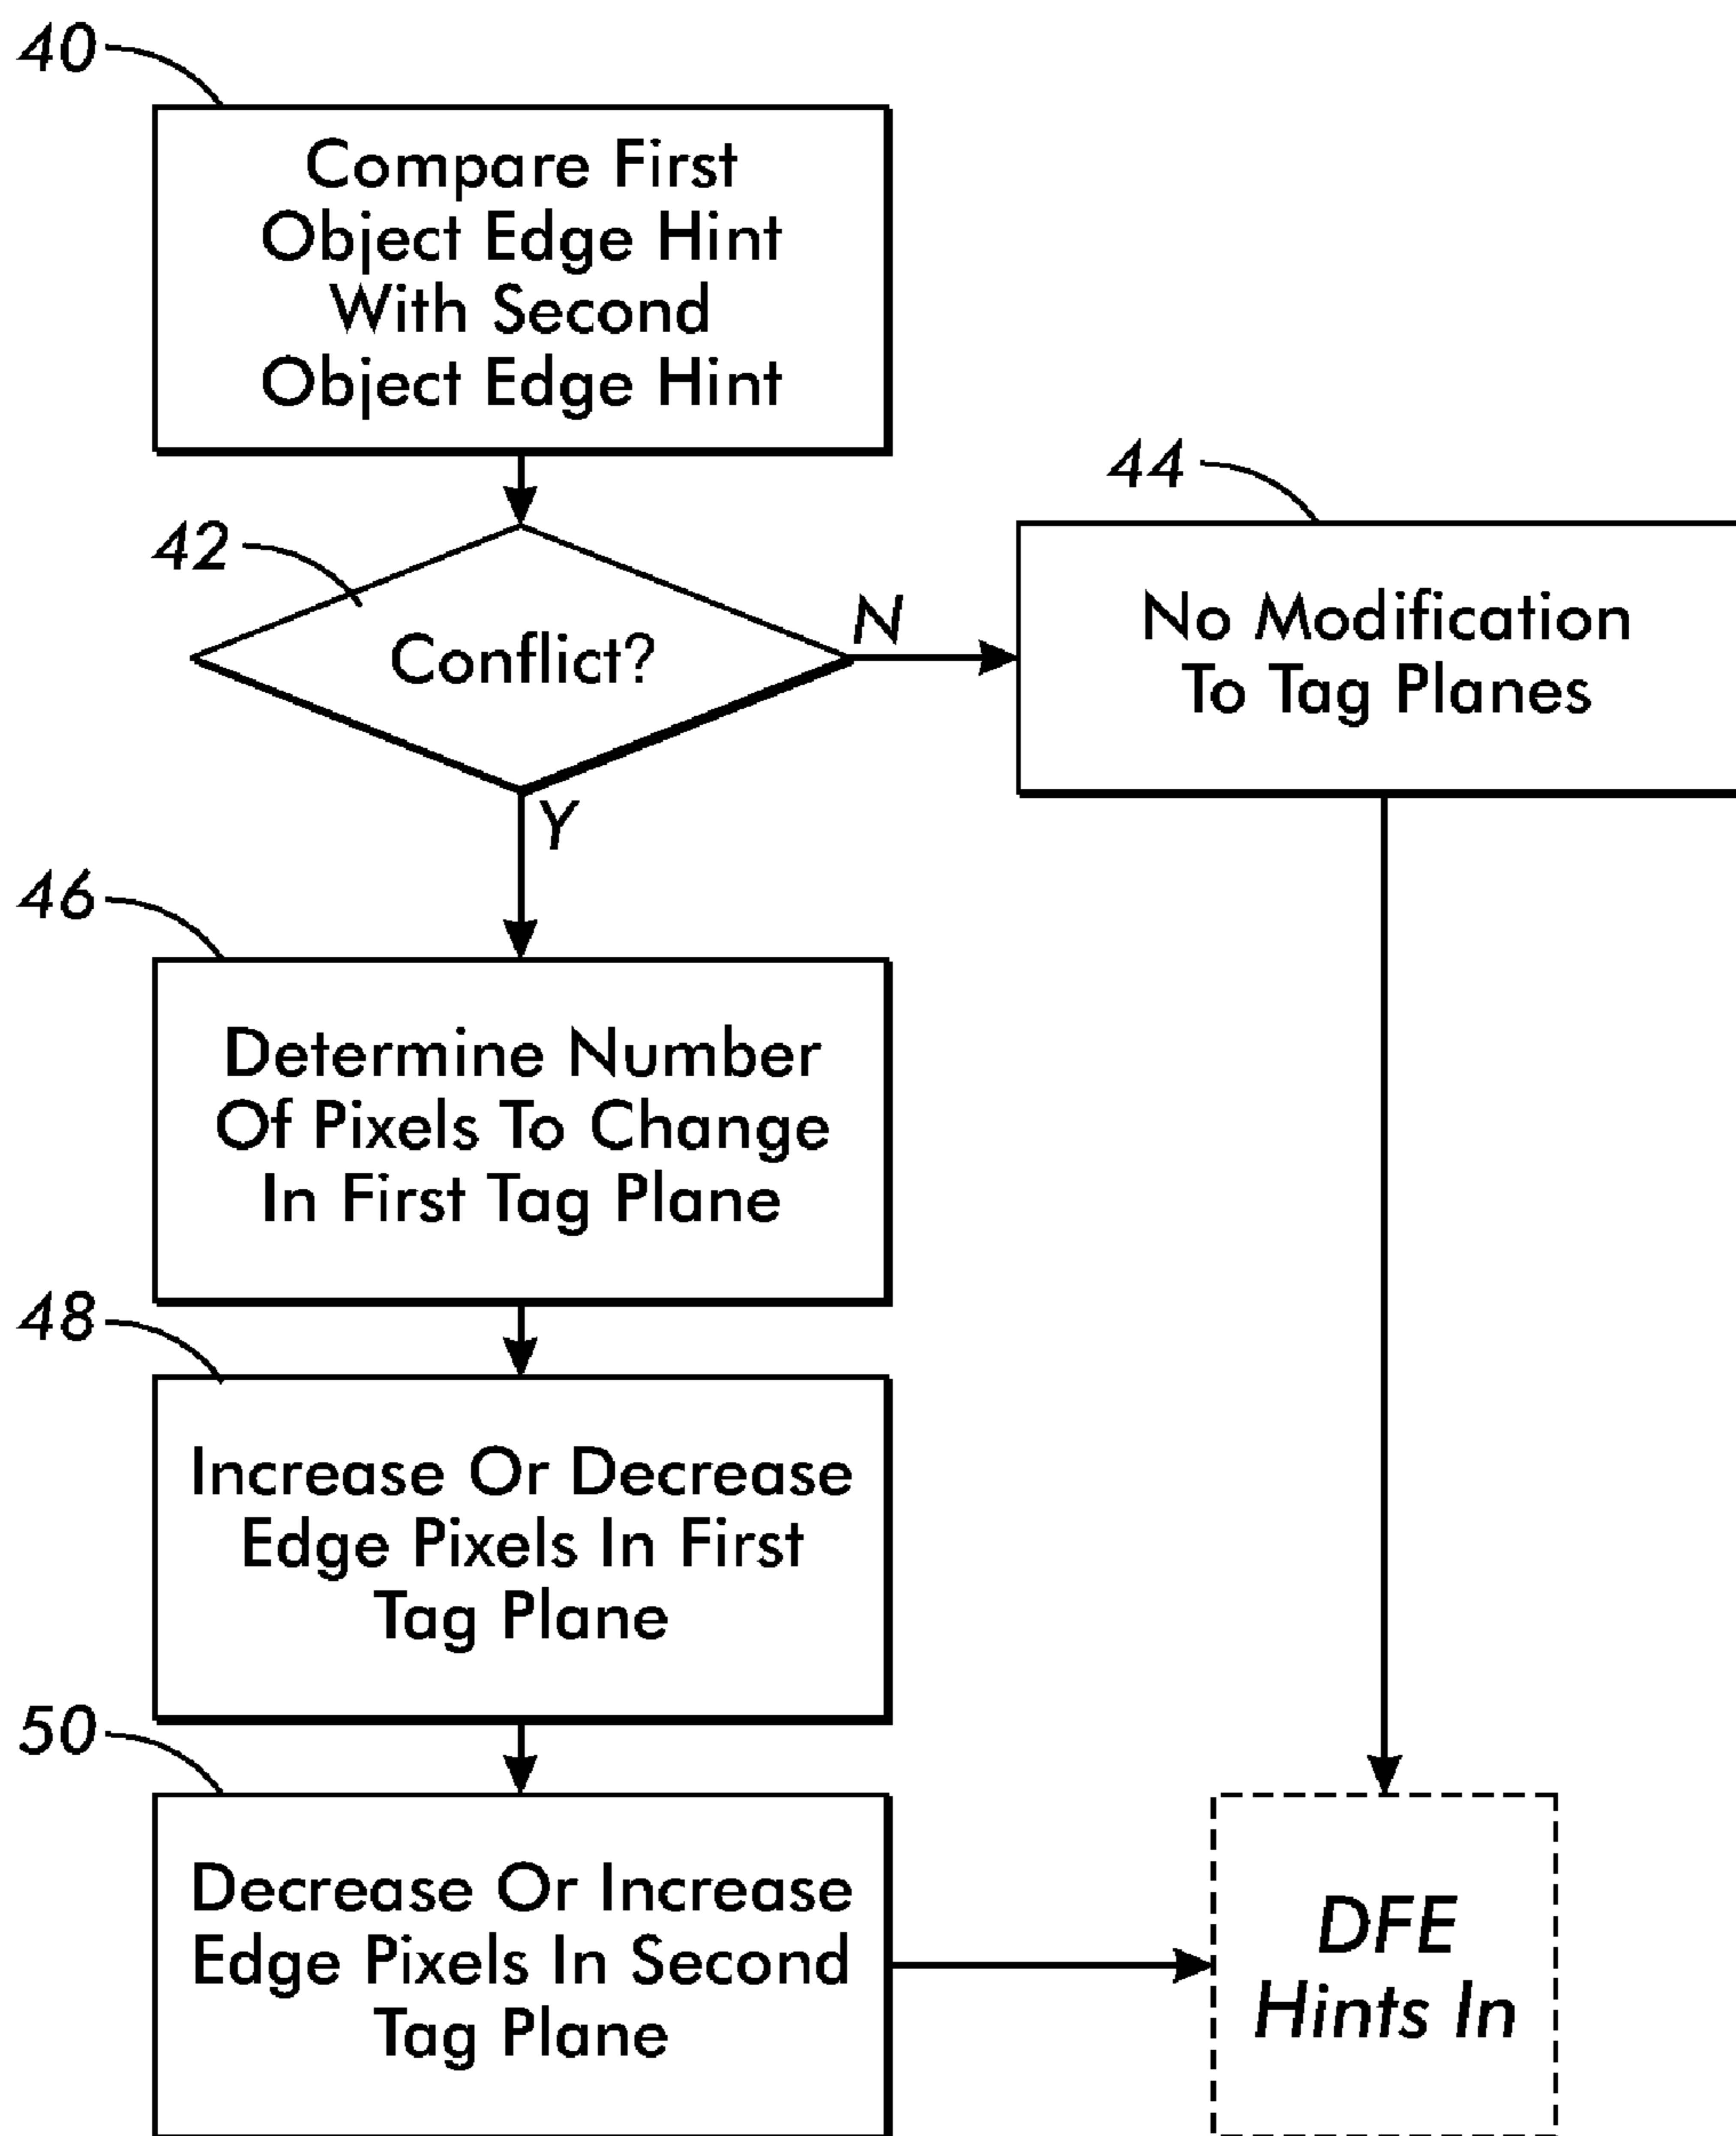 40
Compare First
Object Edge Hint
With Second
Object Edge Hint
42
Conflict?
N
44
No Modification
To Tag Planes
Y
46
Determine Number
Of Pixels To Change
In First Tag Plane
48
Increase Or Decrease
Edge Pixels In First
Tag Plane
50
Decrease Or Increase
Edge Pixels In Second
Tag Plane
DFE
Hints In